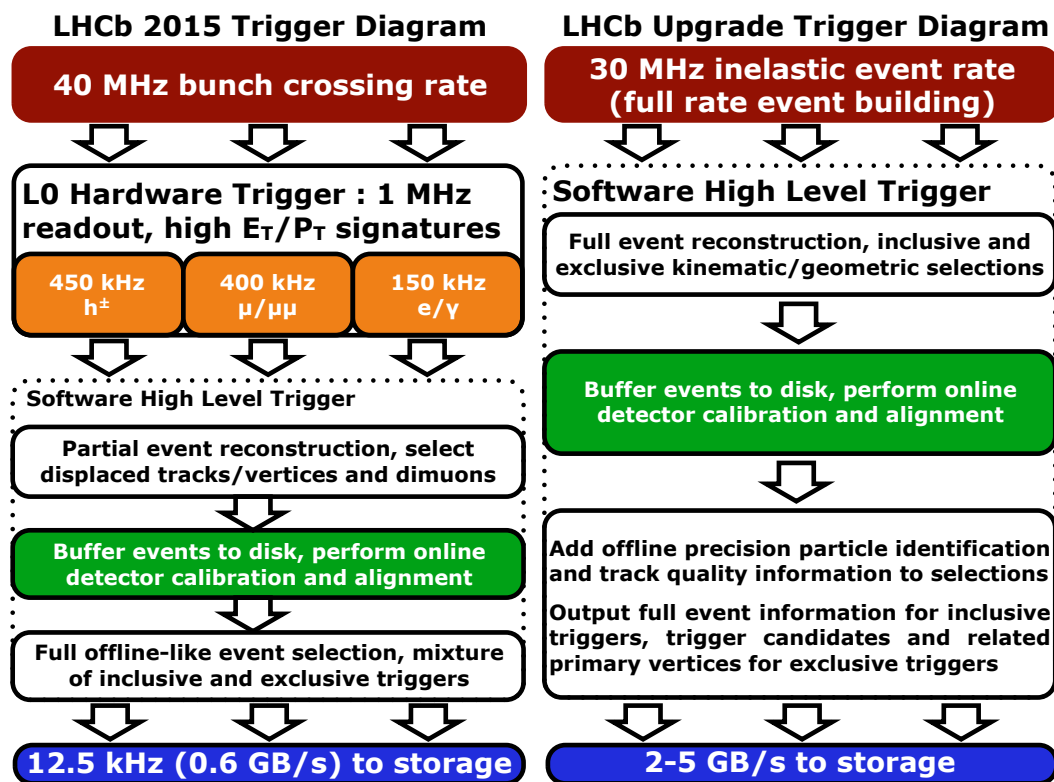 LHCb 2015 Trigger Diagram
40 MHz bunch crossing rate
L0 Hardware Trigger : 1 MHz
readout, high E_T/P_T signatures
450 kHz
h±
400 kHz
μ/μμ
150 kHz
e/γ
Software High Level Trigger
Partial event reconstruction, select
displaced tracks/vertices and dimuons
Buffer events to disk, perform online
detector calibration and alignment
Full offline-like event selection, mixture
of inclusive and exclusive triggers
12.5 kHz (0.6 GB/s) to storage
LHCb Upgrade Trigger Diagram
30 MHz inelastic event rate
(full rate event building)
Software High Level Trigger
Full event reconstruction, inclusive and
exclusive kinematic/geometric selections
Buffer events to disk, perform online
detector calibration and alignment
Add offline precision particle identification
and track quality information to selections
Output full event information for inclusive
triggers, trigger candidates and related
primary vertices for exclusive triggers
2-5 GB/s to storage